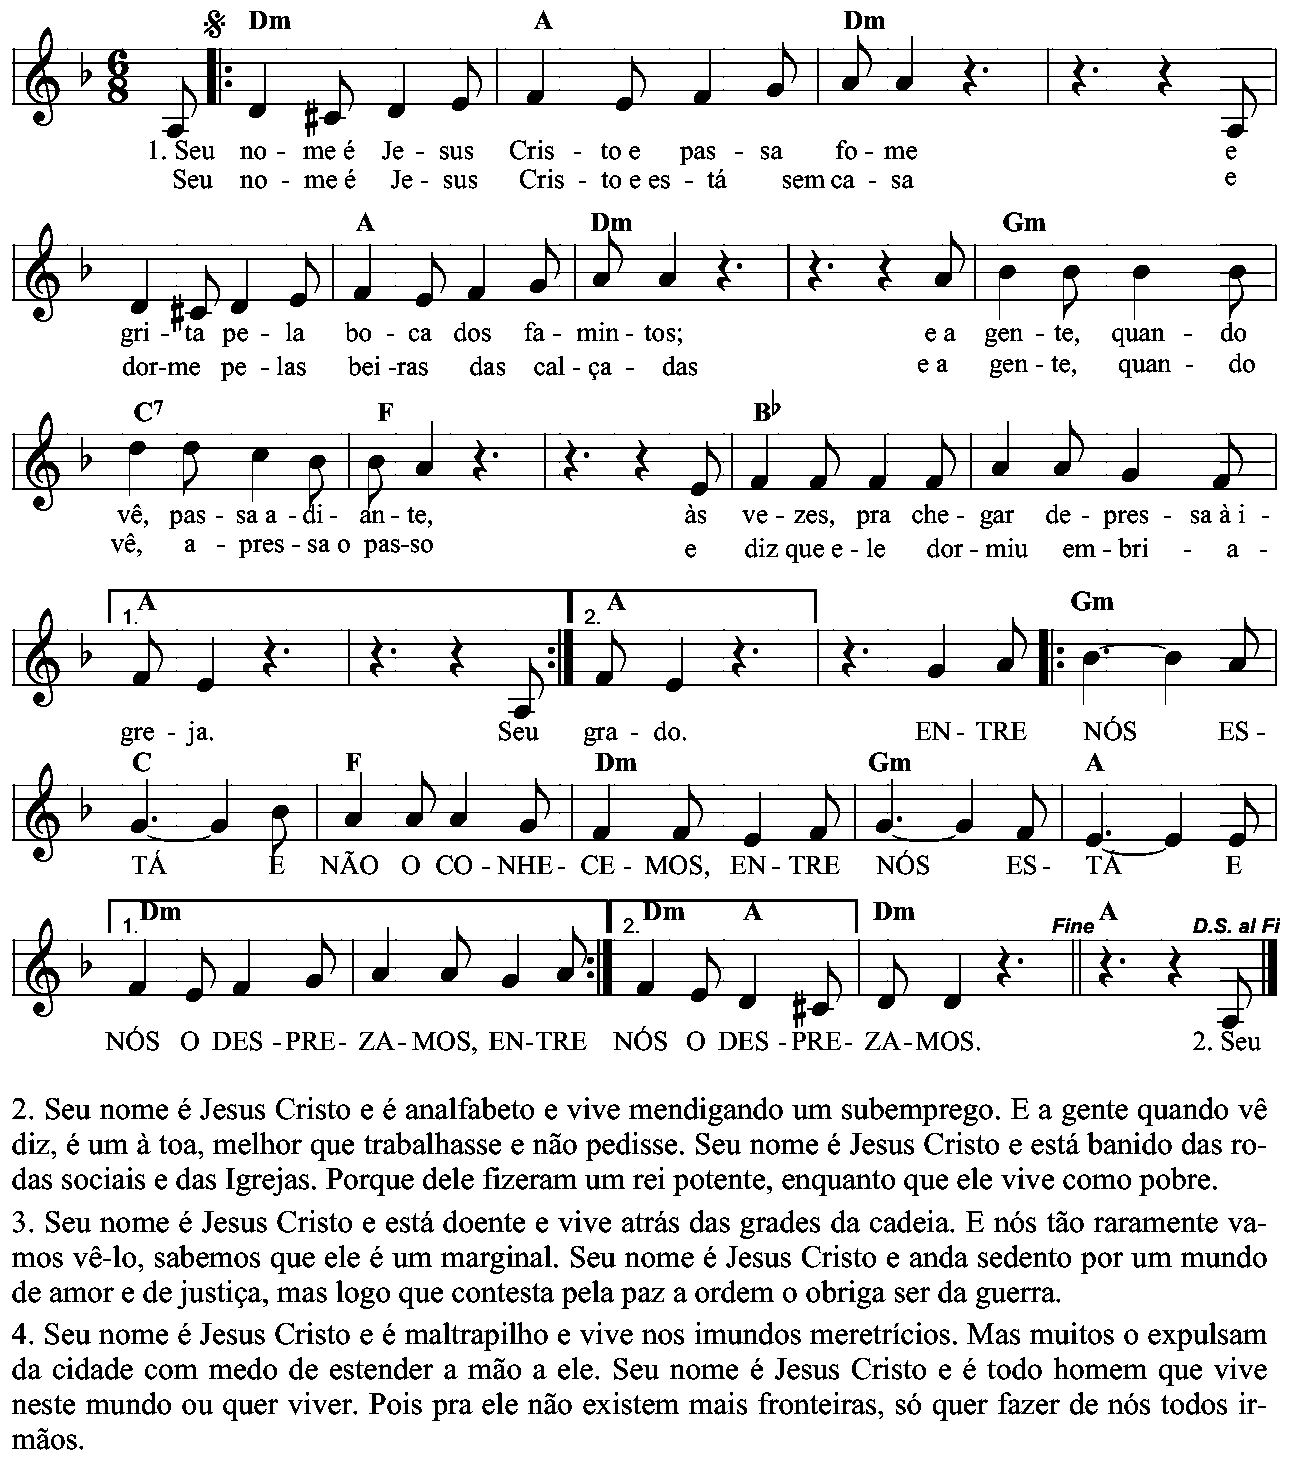 Dm A Dm
1. Seu no - me é Je - sus Cris - to e pas - sa fo - me e
Seu no - me é Je - sus Cris - to e es - tá sem ca - sa e
A Dm Gm
gri - ta pe - la bo - ca dos fa - min - tos; e a gen - te, quan - do
dor-me pe - las bei -ras das cal - ça - das e a gen - te, quan - do
C7 F B♭
vê, pas - sa a - di - an - te, às ve - zes, pra che - gar de - pres - sa à i -
vê, a - pres - sa o pas-so e diz que e - le dor - miu em - bri - a -
1. A 2. A Gm
gre - ja. Seu gra - do. EN - TRE NÓS ES -
C F Dm Gm A
TÁ E NÃO O CO - NHE - CE - MOS, EN - TRE NÓS ES - TÁ E
1. Dm 2. Dm A Dm Fine A D.S. al Fi
NÓS O DES - PRE - ZA - MOS, EN-TRE NÓS O DES - PRE - ZA - MOS. 2. Seu
2. Seu nome é Jesus Cristo e é analfabeto e vive mendigando um subemprego. E a gente quando vê
diz, é um à toa, melhor que trabalhasse e não pedisse. Seu nome é Jesus Cristo e está banido das ro-
das sociais e das Igrejas. Porque dele fizeram um rei potente, enquanto que ele vive como pobre.
3. Seu nome é Jesus Cristo e está doente e vive atrás das grades da cadeia. E nós tão raramente va-
mos vê-lo, sabemos que ele é um marginal. Seu nome é Jesus Cristo e anda sedento por um mundo
de amor e de justiça, mas logo que contesta pela paz a ordem o obriga ser da guerra.
4. Seu nome é Jesus Cristo e é maltrapilho e vive nos imundos meretrícios. Mas muitos o expulsam
da cidade com medo de estender a mão a ele. Seu nome é Jesus Cristo e é todo homem que vive
neste mundo ou quer viver. Pois pra ele não existem mais fronteiras, só quer fazer de nós todos ir-
mãos.